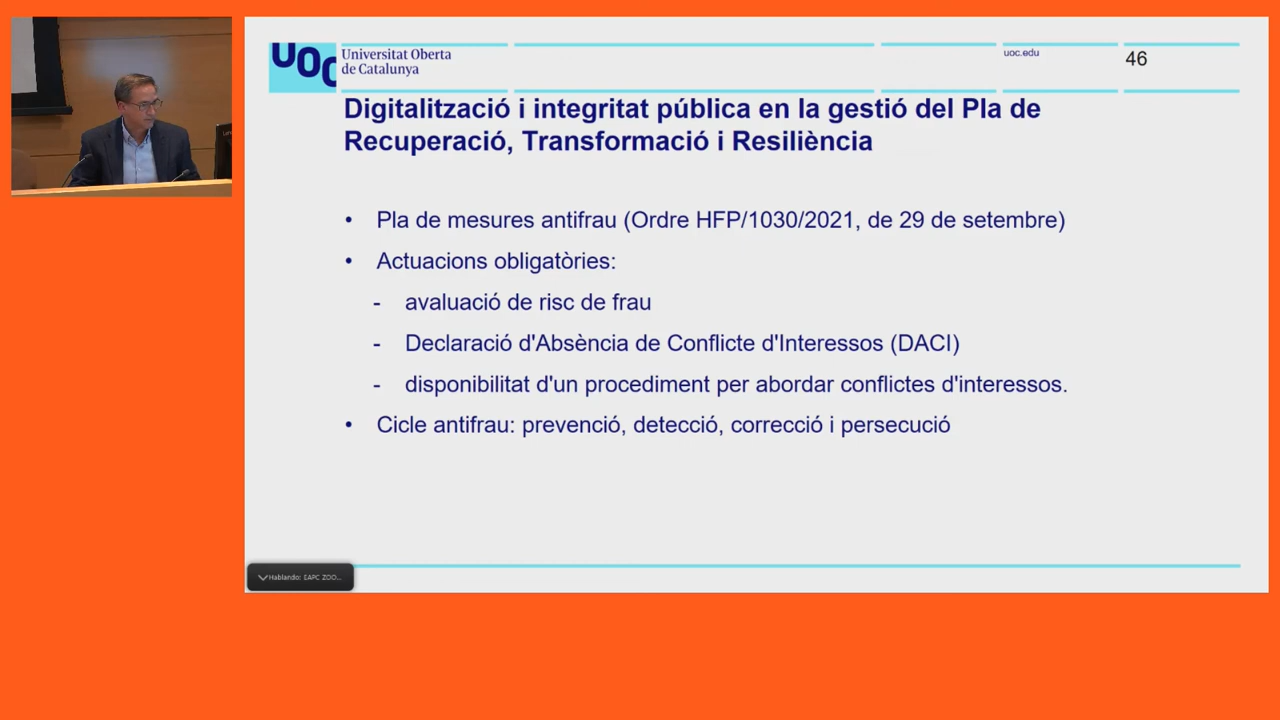 UOC
Universitat Oberta
de Catalunya
uoc.edu
46
Digitalització i integritat pública en la gestió del Pla de
Recuperació, Transformació i Resiliència
• Pla de mesures antifrau (Ordre HFP/1030/2021, de 29 de setembre)
• Actuacions obligatòries:
- avaluació de risc de frau
- Declaració d'Absència de Conflicte d'Interessos (DACI)
- disponibilitat d'un procediment per abordar conflictes d'interessos.
• Cicle antifrau: prevenció, detecció, correcció i persecució
Hablando: EAPC ZOO...